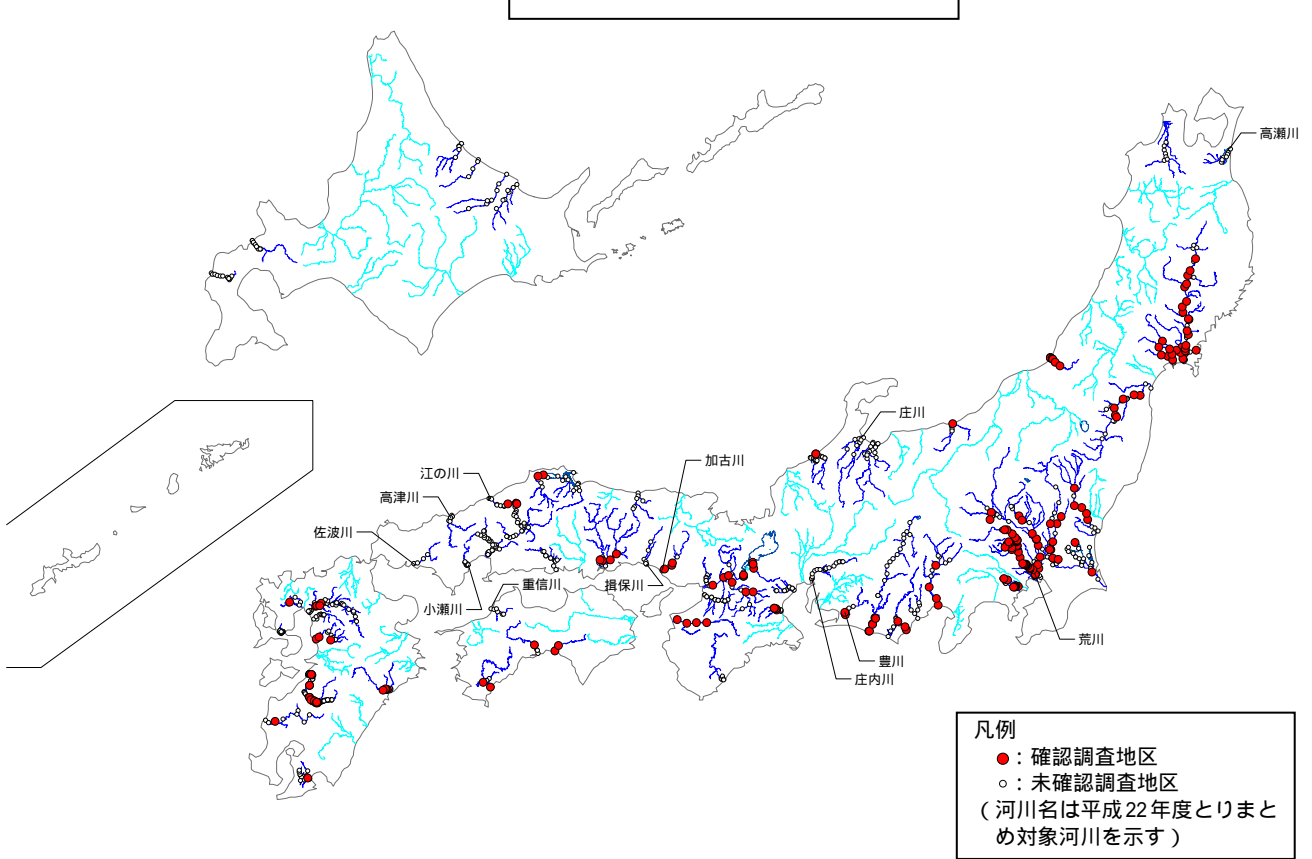 高瀬川
庄川
加古川
江の川
高津川
佐波川
重信川
揖保川
小瀬川
荒川
豊川
庄内川
凡例
●：確認調査地区
○：未確認調査地区
(河川名は平成22年度とりまと
め対象河川を示す)